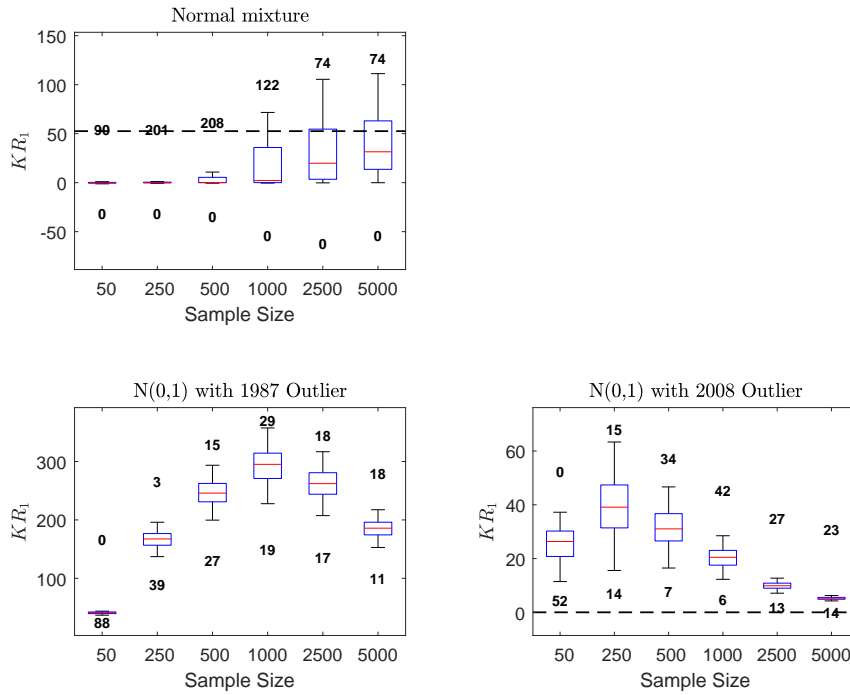 Normal mixture
150
100
50
0
-50
KR1
90 201 208 122 74 74
0 0 0 0 0 0
50 250 500 1000 2500 5000
Sample Size
N(0,1) with 1987 Outlier
300
200
100
KR1
0 3 15 29 18 18
88 39 27 19 17 11
50 250 500 1000 2500 5000
Sample Size
N(0,1) with 2008 Outlier
60
40
20
0
KR1
0 15 34 42 27 23
52 14 7 6 13 14
50 250 500 1000 2500 5000
Sample Size